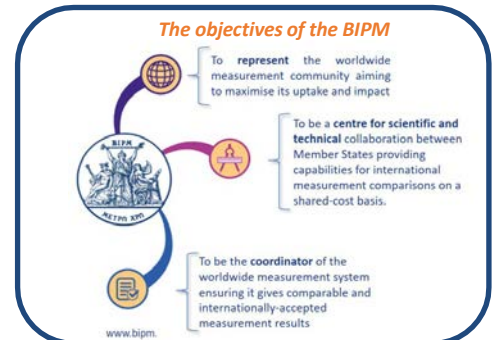 The objectives of the BIPM
To represent the worldwide
measurement community aiming
to maximise its uptake and impact
To be a centre for scientific and
technical collaboration between
Member States providing
capabilities for international
measurement comparisons on a
shared-cost basis.
BIPM
ΜΕΤΡΩ ΧΡΩ
To be the coordinator of the
worldwide measurement system
ensuring it gives comparable and
internationally-accepted
measurement results
www.bipm.